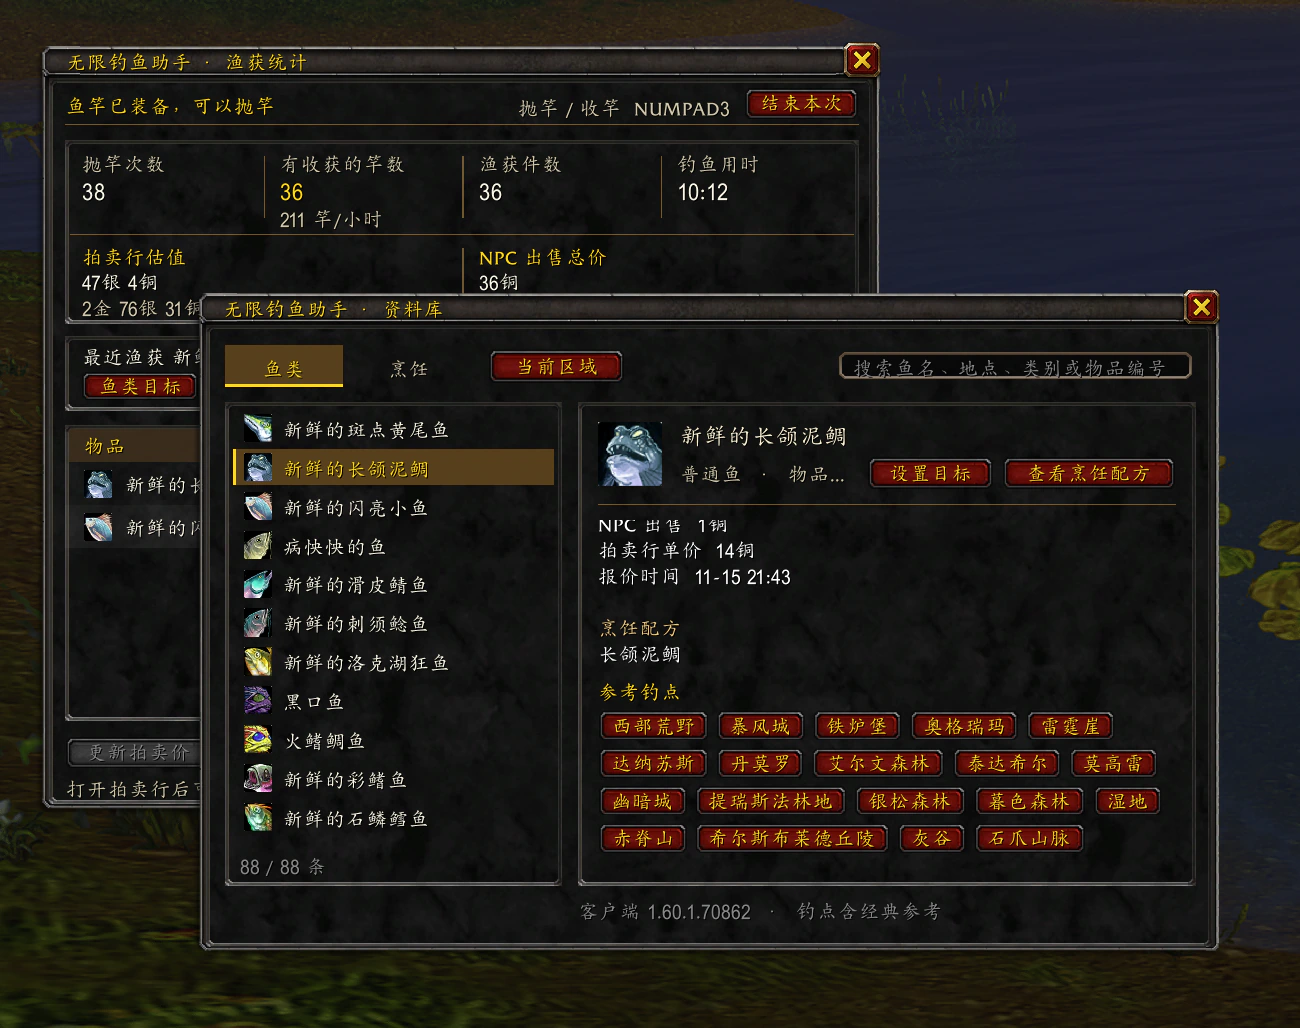 无限钓鱼助手 · 渔获统计
鱼竿已装备，可以抛竿
抛竿 / 收竿 NUMPAD3
结束本次
抛竿次数
38
有收获的竿数
36
211 竿/小时
渔获件数
36
钓鱼用时
10:12
拍卖行估值
47银 4铜
2金 76银 31铜
NPC 出售总价
36铜
最近渔获 新鲜
鱼类目标
物品
新鲜的长
新鲜的闪
更新拍卖价
打开拍卖行后可
无限钓鱼助手 · 资料库
鱼类
烹饪
当前区域
搜索鱼名、地点、类别或物品编号
新鲜的斑点黄尾鱼
新鲜的长颌泥鲷
新鲜的闪亮小鱼
病怏怏的鱼
新鲜的滑皮鲭鱼
新鲜的刺须鲶鱼
新鲜的洛克湖狂鱼
黑口鱼
火鳍鲷鱼
新鲜的彩鳍鱼
新鲜的石鳞鳕鱼
88 / 88 条
新鲜的长颌泥鲷
普通鱼 · 物品...
设置目标
查看烹饪配方
NPC 出售 1铜
拍卖行单价 14铜
报价时间 11-15 21:43
烹饪配方
长颌泥鲷
参考钓点
西部荒野 暴风城 铁炉堡 奥格瑞玛 雷霆崖
达纳苏斯 丹莫罗 艾尔文森林 泰达希尔 莫高雷
幽暗城 提瑞斯法林地 银松森林 暮色森林 湿地
赤脊山 希尔斯布莱德丘陵 灰谷 石爪山脉
客户端 1.60.1.70862 · 钓点含经典参考